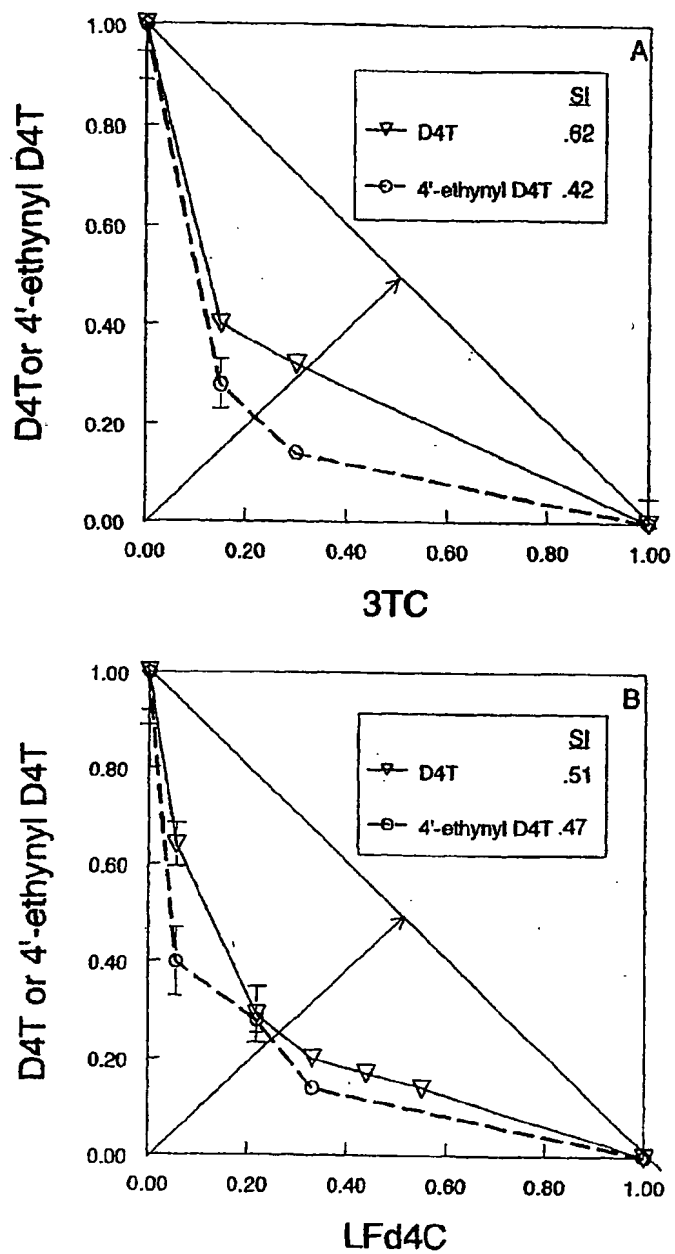 A
1.00
0.80
0.60
0.40
0.20
0.00
D4Tor 4'-ethynyl D4T
SI
D4T .62
4'-ethynyl D4T .42
0.00 0.20 0.40 0.60 0.80 1.00
3TC
B
1.00
0.80
0.60
0.40
0.20
0.00
D4T or 4'-ethynyl D4T
SI
D4T .51
4'-ethynyl D4T .47
0.00 0.20 0.40 0.60 0.80 1.00
LFd4C